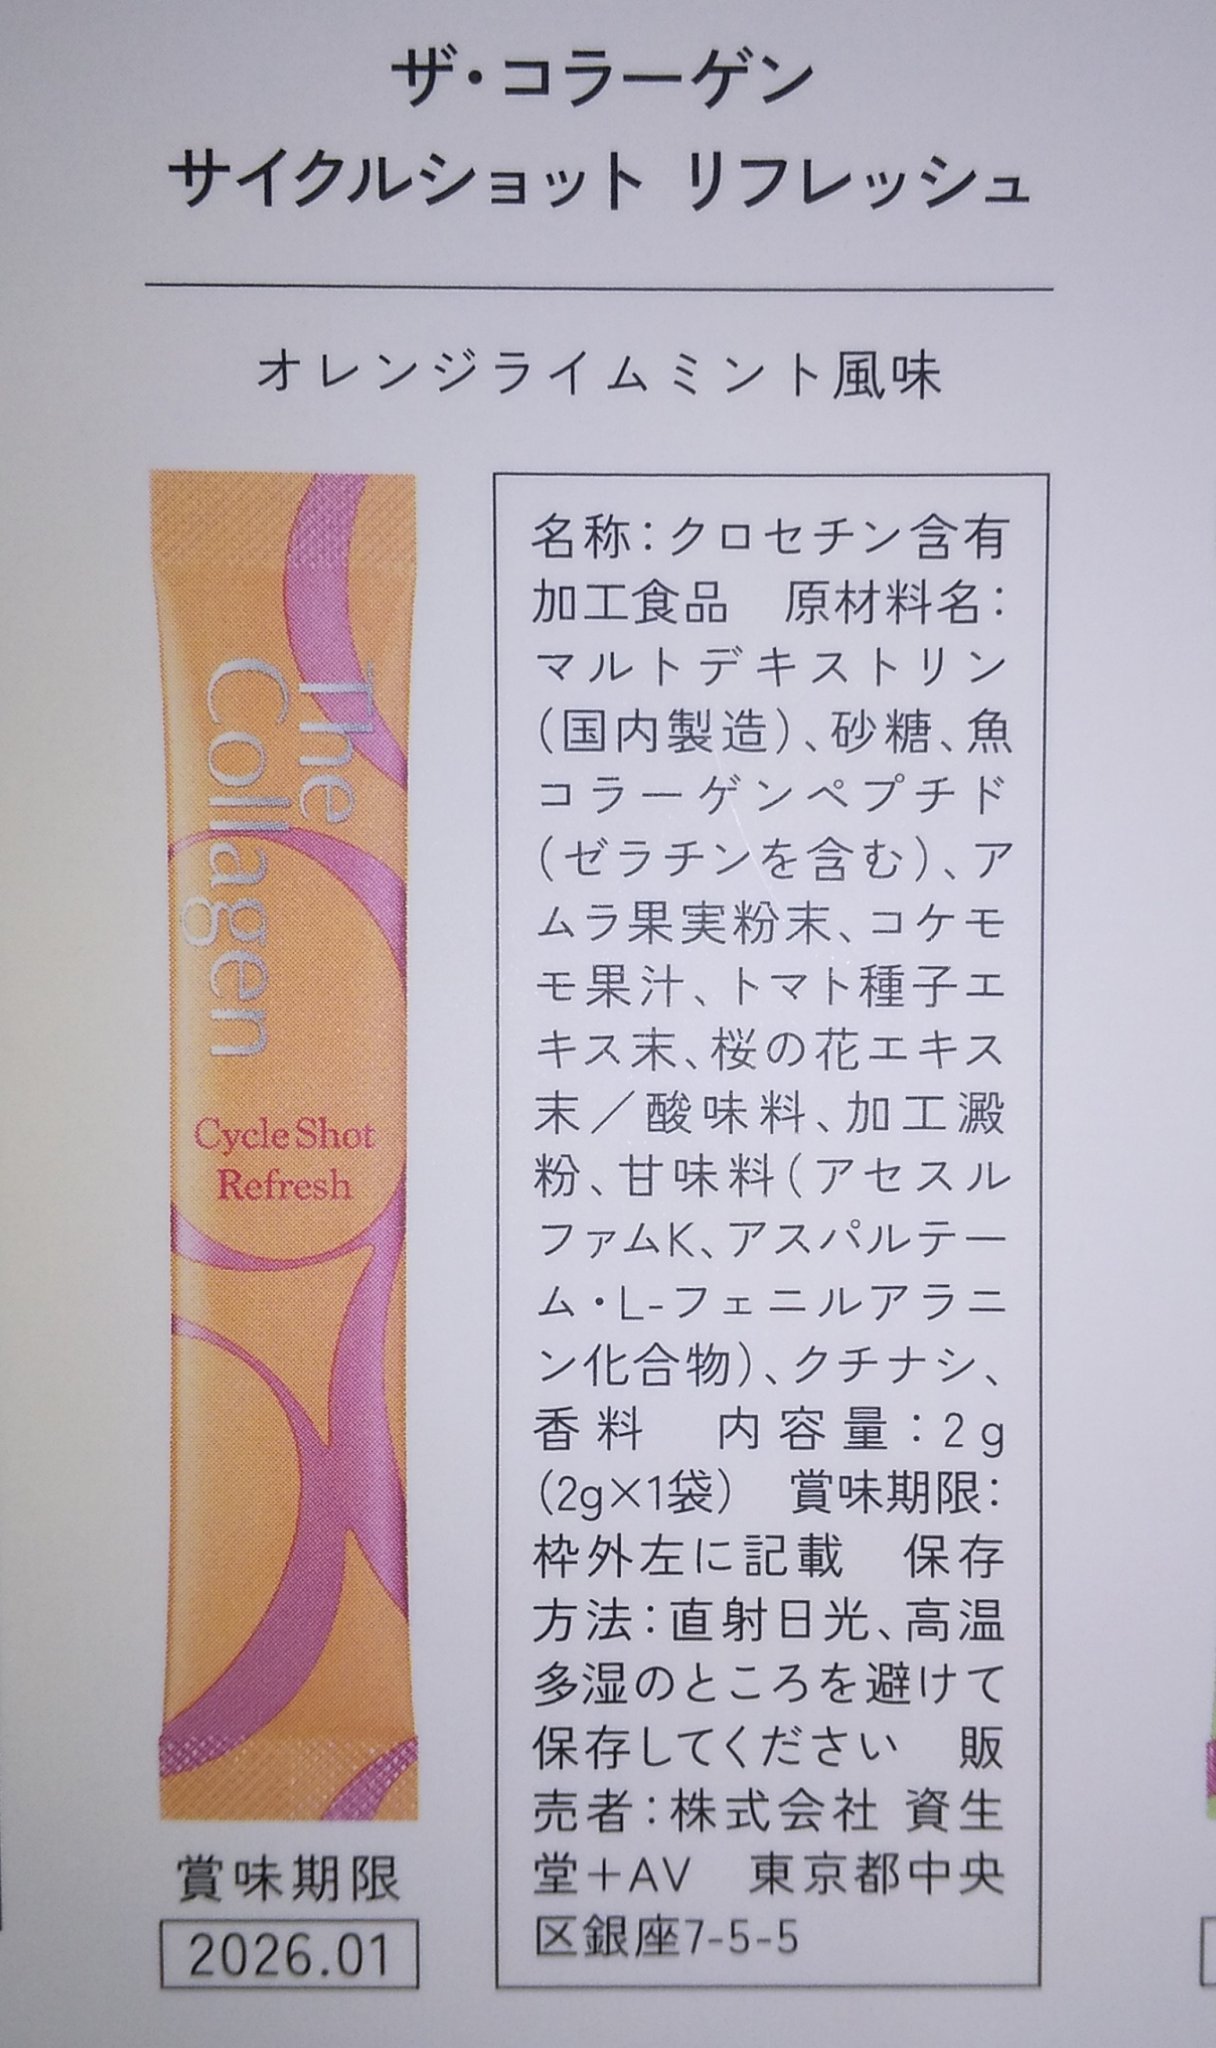 ザ・コラーゲン
サイクルショット リフレッシュ
オレンジライムミント風味
The
Collagen
Cycle Shot
Refresh
賞味期限
2026.01
名称：クロセチン含有
加工食品　原材料名：
マルトデキストリン
（国内製造）、砂糖、魚
コラーゲンペプチド
（ゼラチンを含む）、ア
ムラ果実粉末、コケモ
モ果汁、トマト種子エ
キス末、桜の花エキス
末／酸味料、加工澱
粉、甘味料（アセスル
ファムK、アスパルテー
ム・L-フェニルアラニ
ン化合物）、クチナシ、
香料　内容量：2g
（2g×1袋）　賞味期限：
枠外左に記載　保存
方法：直射日光、高温
多湿のところを避けて
保存してください　販
売者：株式会社 資生
堂＋AV　東京都中央
区銀座7-5-5